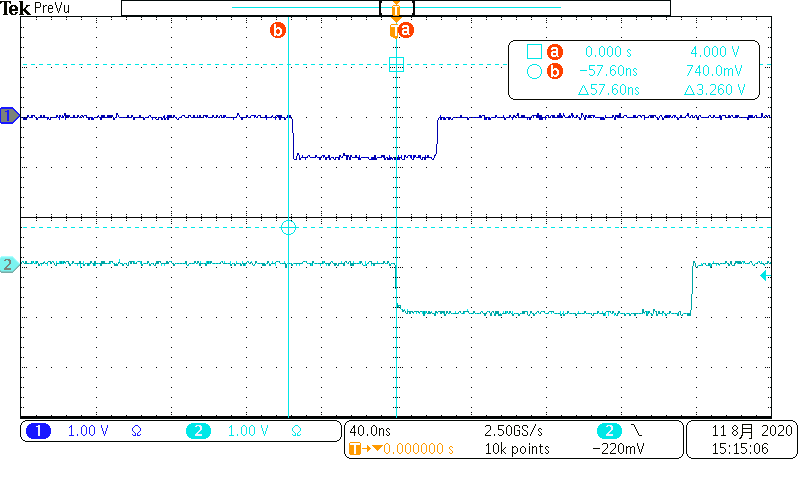 Tek PreVu
T
b
T a
a 0.000 s 4.000 V
b −57.60ns 740.0mV
Δ57.60ns Δ3.260 V
1
2
1 1.00 V Ω 2 1.00 V Ω
40.0ns 2.50GS/s 2
T→▼0.000000 s 10k points −220mV
11 8月 2020
15:15:06